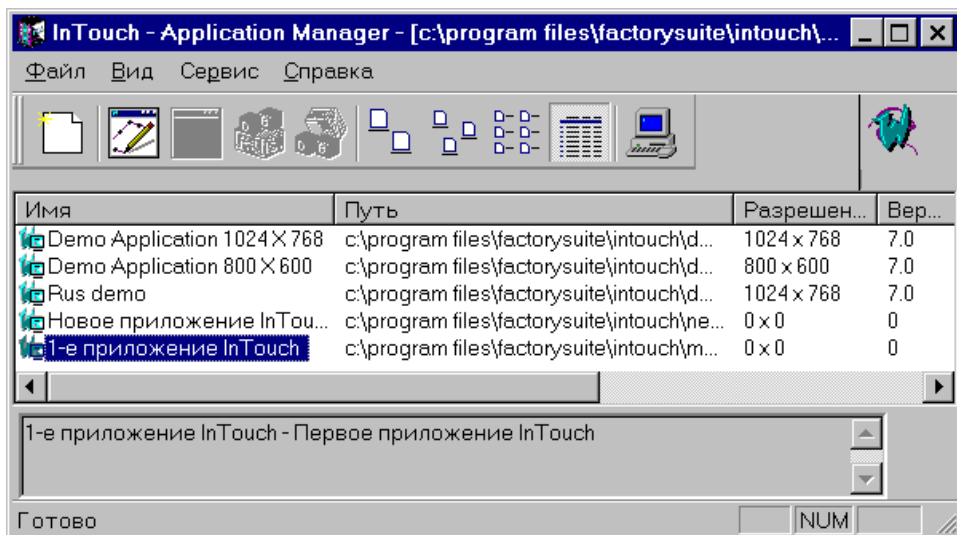 InTouch - Application Manager - [c:\program files\factorysuite\intouch\...
Файл Вид Сервис Справка
Имя Путь Разрешен... Вер...
Demo Application 1024 X 768 c:\program files\factorysuite\intouch\d... 1024 x 768 7.0
Demo Application 800 X 600 c:\program files\factorysuite\intouch\d... 800 x 600 7.0
Rus demo c:\program files\factorysuite\intouch\d... 1024 x 768 7.0
Новое приложение InTou... c:\program files\factorysuite\intouch\ne... 0 x 0 0
1-е приложение InTouch c:\program files\factorysuite\intouch\m... 0 x 0 0
1-е приложение InTouch - Первое приложение InTouch
Готово NUM